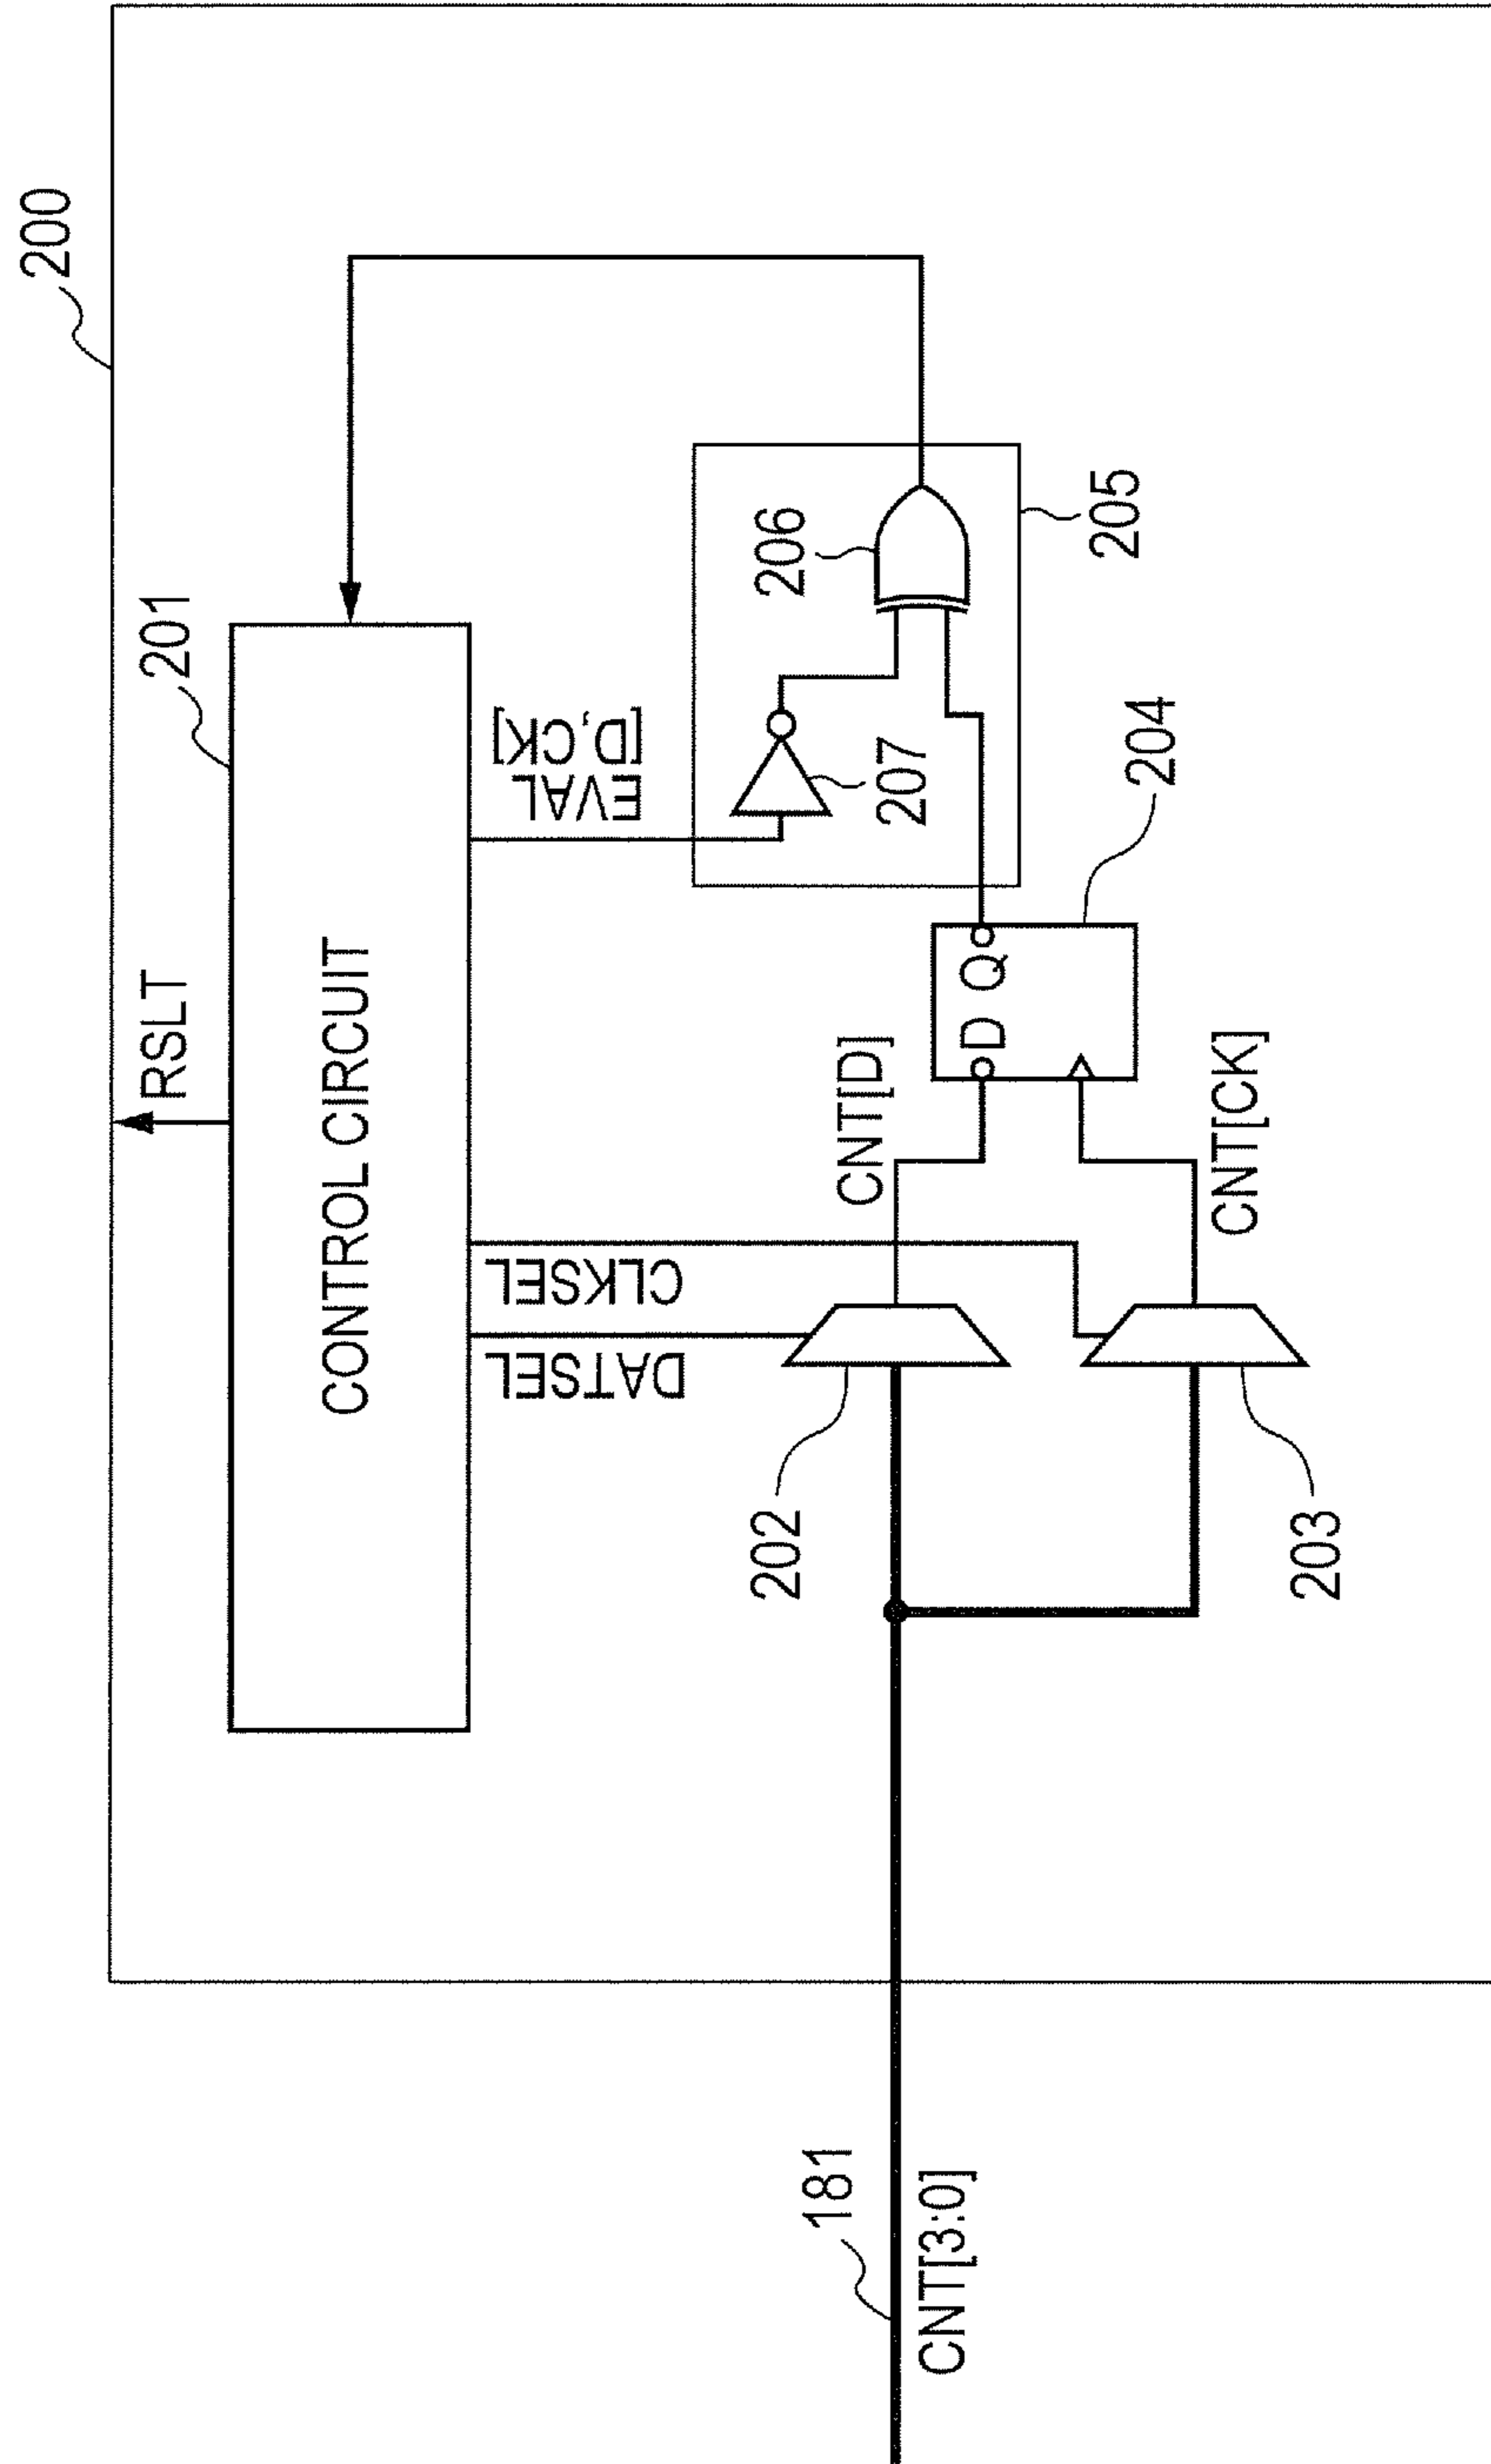 200
201
RSLT
CONTROL CIRCUIT
EVAL
[D,CK]
CLKSEL
DATSEL
206
207
205
204
CNT[D]
CNT[CK]
202
203
181
CNT[3:0]
D Q